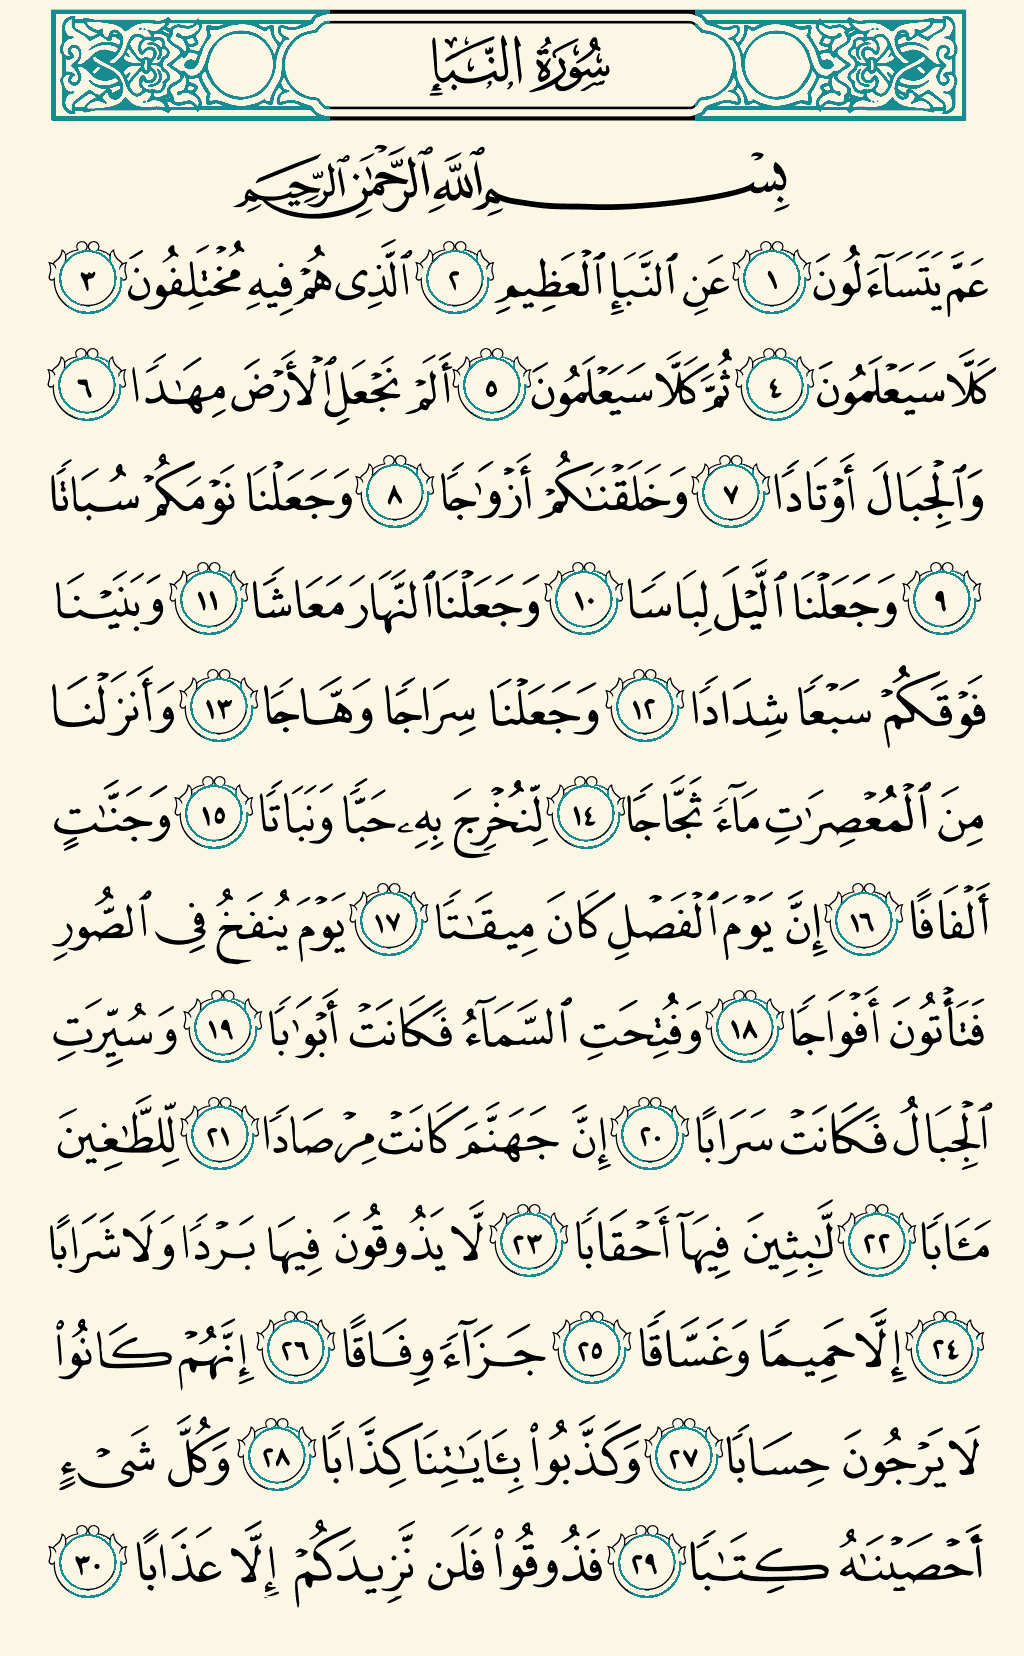 سُورَةُ النَّبَإِ
بِسْمِ ٱللَّهِ ٱلرَّحْمَٰنِ ٱلرَّحِيمِ
عَمَّ يَتَسَآءَلُونَ ١ عَنِ ٱلنَّبَإِ ٱلْعَظِيمِ ٢ ٱلَّذِى هُمْ فِيهِ مُخْتَلِفُونَ ٣
كَلَّا سَيَعْلَمُونَ ٤ ثُمَّ كَلَّا سَيَعْلَمُونَ ٥ أَلَمْ نَجْعَلِ ٱلْأَرْضَ مِهَٰدًا ٦
وَٱلْجِبَالَ أَوْتَادًا ٧ وَخَلَقْنَٰكُمْ أَزْوَٰجًا ٨ وَجَعَلْنَا نَوْمَكُمْ سُبَاتًا
٩ وَجَعَلْنَا ٱلَّيْلَ لِبَاسًا ١٠ وَجَعَلْنَا ٱلنَّهَارَ مَعَاشًا ١١ وَبَنَيْنَا
فَوْقَكُمْ سَبْعًا شِدَادًا ١٢ وَجَعَلْنَا سِرَاجًا وَهَّاجًا ١٣ وَأَنزَلْنَا
مِنَ ٱلْمُعْصِرَٰتِ مَآءً ثَجَّاجًا ١٤ لِّنُخْرِجَ بِهِۦ حَبًّا وَنَبَاتًا ١٥ وَجَنَّٰتٍ
أَلْفَافًا ١٦ إِنَّ يَوْمَ ٱلْفَصْلِ كَانَ مِيقَٰتًا ١٧ يَوْمَ يُنفَخُ فِى ٱلصُّورِ
فَتَأْتُونَ أَفْوَاجًا ١٨ وَفُتِحَتِ ٱلسَّمَآءُ فَكَانَتْ أَبْوَٰبًا ١٩ وَسُيِّرَتِ
ٱلْجِبَالُ فَكَانَتْ سَرَابًا ٢٠ إِنَّ جَهَنَّمَ كَانَتْ مِرْصَادًا ٢١ لِّلطَّٰغِينَ
مَـَٔابًا ٢٢ لَّٰبِثِينَ فِيهَآ أَحْقَابًا ٢٣ لَّا يَذُوقُونَ فِيهَا بَرْدًا وَلَا شَرَابًا
٢٤ إِلَّا حَمِيمًا وَغَسَّاقًا ٢٥ جَزَآءً وِفَاقًا ٢٦ إِنَّهُمْ كَانُوا۟
لَا يَرْجُونَ حِسَابًا ٢٧ وَكَذَّبُوا۟ بِـَٔايَٰتِنَا كِذَّابًا ٢٨ وَكُلَّ شَىْءٍ
أَحْصَيْنَٰهُ كِتَٰبًا ٢٩ فَذُوقُوا۟ فَلَن نَّزِيدَكُمْ إِلَّا عَذَابًا ٣٠